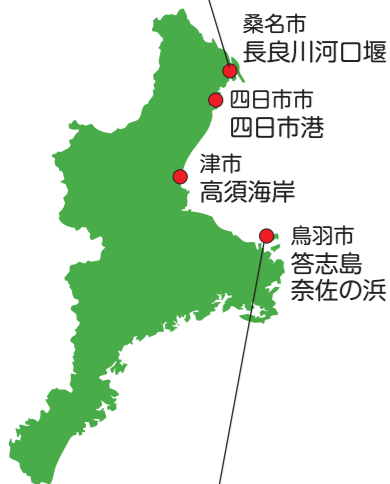 桑名市
長良川河口堰
四日市市
四日市港
津市
高須海岸
鳥羽市
答志島
奈佐の浜